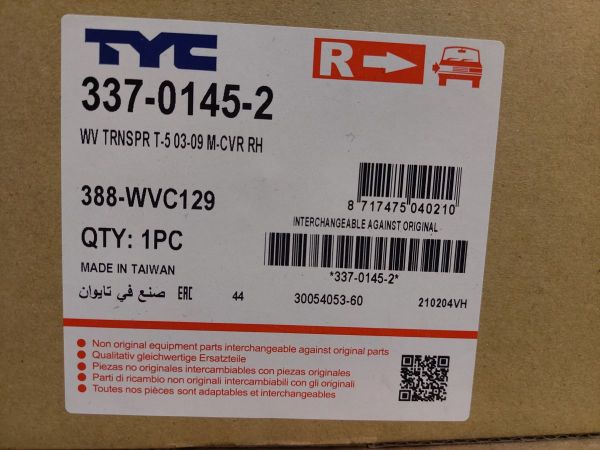 TYC
R
337-0145-2
WV TRNSPR T-5 03-09 M-CVR RH
388-WVC129
8 717475 040210
INTERCHANGEABLE AGAINST ORIGINAL
QTY: 1PC
*337-0145-2*
MADE IN TAIWAN
صنع في تايوان EAC 44 30054053-60 210204VH
Non original equipment parts interchangeable against original parts
Qualitativ gleichwertige Ersatzteile
Piezas no originales intercambiables con piezas originales
Parti di ricambio non originali intercambiabili con gli originali
Toutes nos pièces sont adaptables et interchangeables